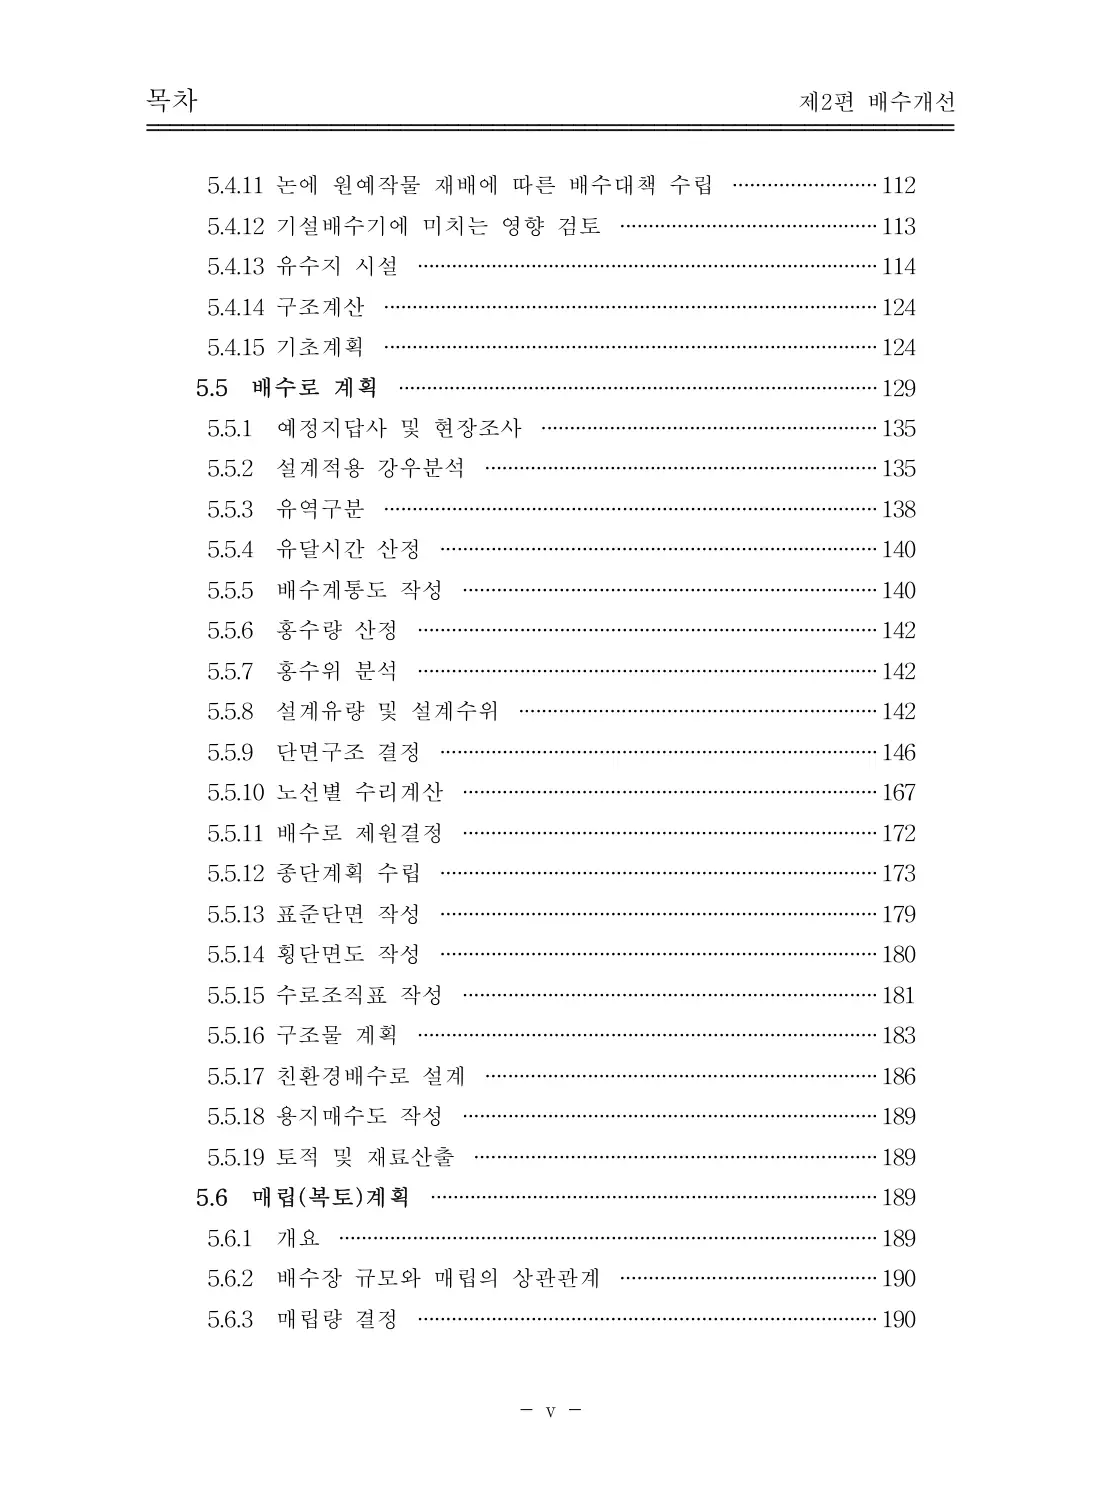 목차 제2편 배수개선
5.4.11 논에 원예작물 재배에 따른 배수대책 수립 ························ 112
5.4.12 기설배수기에 미치는 영향 검토 ············································ 113
5.4.13 유수지 시설 ·············································································· 114
5.4.14 구조계산 ···················································································· 124
5.4.15 기초계획 ···················································································· 124
5.5 배수로 계획 ················································································· 129
5.5.1 예정지답사 및 현장조사 ························································ 135
5.5.2 설계적용 강우분석 ·································································· 135
5.5.3 유역구분 ···················································································· 138
5.5.4 유달시간 산정 ·········································································· 140
5.5.5 배수계통도 작성 ······································································ 140
5.5.6 홍수량 산정 ·············································································· 142
5.5.7 홍수위 분석 ·············································································· 142
5.5.8 설계유량 및 설계수위 ···························································· 142
5.5.9 단면구조 결정 ·········································································· 146
5.5.10 노선별 수리계산 ······································································ 167
5.5.11 배수로 제원결정 ······································································ 172
5.5.12 종단계획 수립 ·········································································· 173
5.5.13 표준단면 작성 ·········································································· 179
5.5.14 횡단면도 작성 ·········································································· 180
5.5.15 수로조직표 작성 ······································································ 181
5.5.16 구조물 계획 ·············································································· 183
5.5.17 친환경배수로 설계 ·································································· 186
5.5.18 용지매수도 작성 ······································································ 189
5.5.19 토적 및 재료산출 ···································································· 189
5.6 매립(복토)계획 ············································································ 189
5.6.1 개요 ···························································································· 189
5.6.2 배수장 규모와 매립의 상관관계 ············································ 190
5.6.3 매립량 결정 ·············································································· 190
- v -